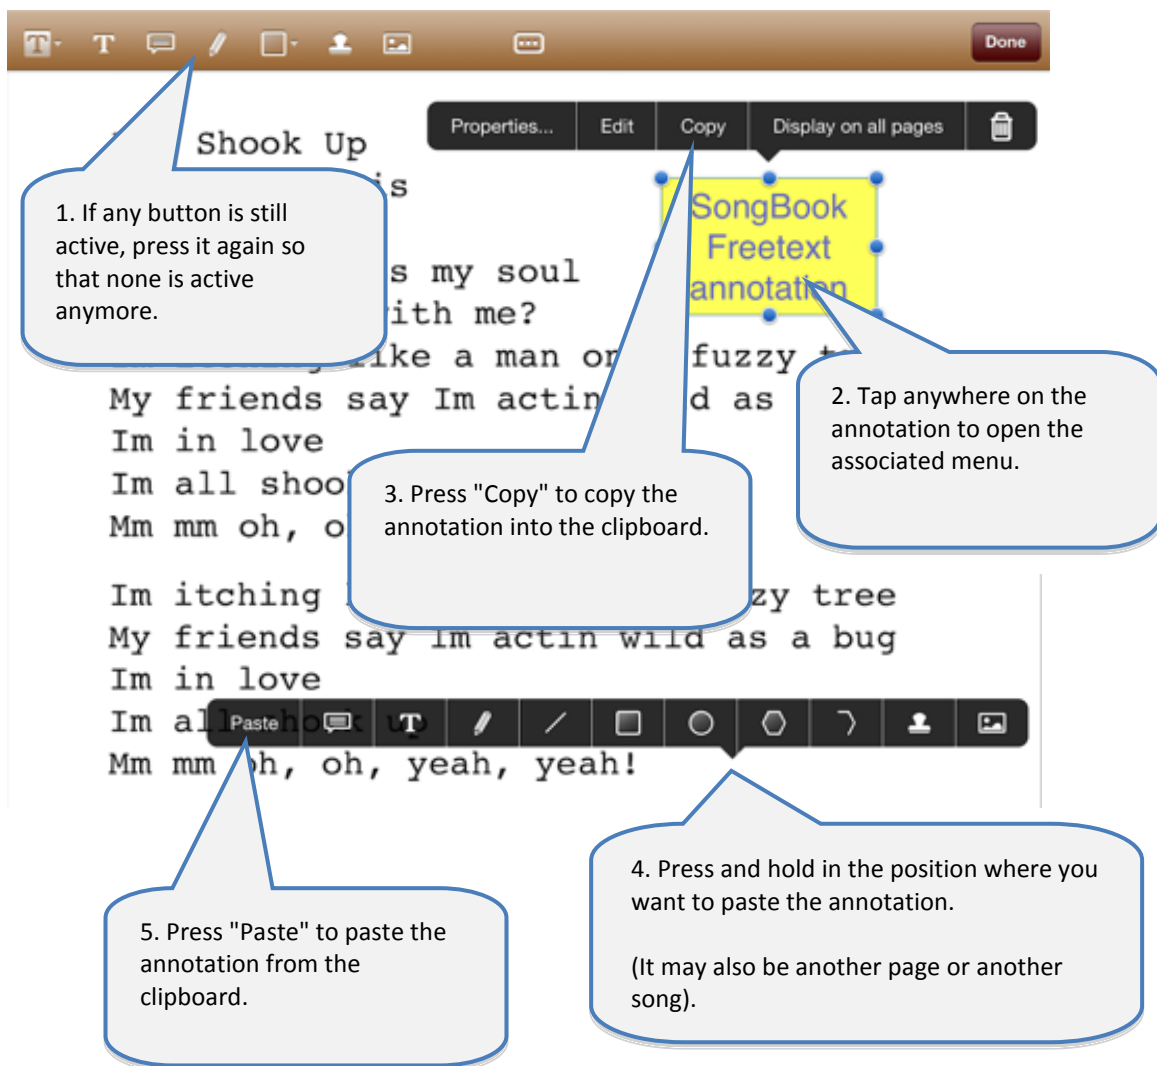 Done
Properties... Edit Copy Display on all pages
Shook Up
is
SongBook
Freetext
annotation
1. If any button is still
active, press it again so
that none is active
anymore.
s my soul
with me?
like a man on fuzzy
My friends say Im actin d as
2. Tap anywhere on the
annotation to open the
associated menu.
Im in love
Im all shoo
Mm mm oh, o
3. Press "Copy" to copy the
annotation into the clipboard.
Im itching zy tree
My friends say Im actin wild as a bug
Im in love
Im all shook up
Paste
Mm mm oh, oh, yeah, yeah!
4. Press and hold in the position where you
want to paste the annotation.
(It may also be another page or another
song).
5. Press "Paste" to paste the
annotation from the
clipboard.